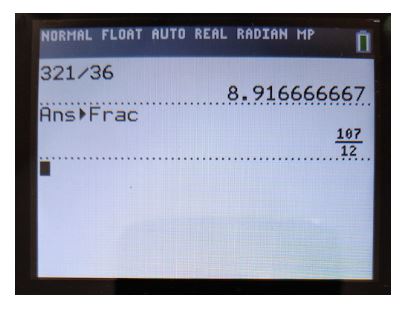 NORMAL FLOAT AUTO REAL RADIAN MP
321/36
8.916666667
Ans▸Frac
107
12